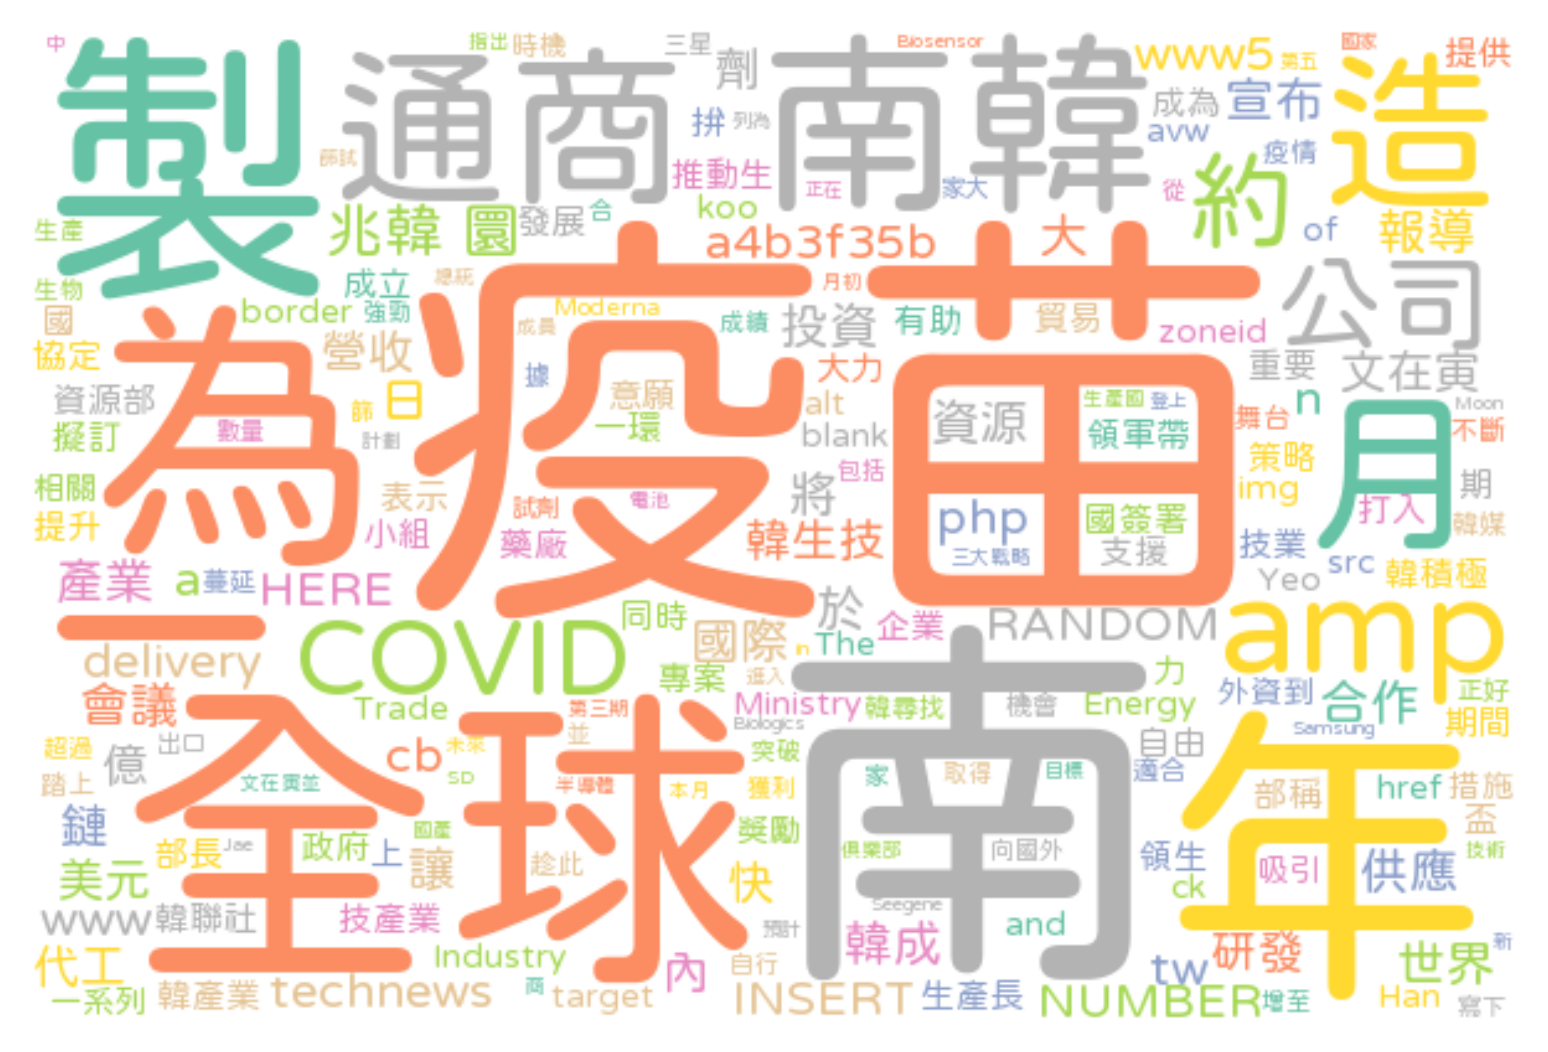 中
製
指出
時機
三星
劑
Biosensor
www5
第五
國家
提供
通商
南韓
造
拚
列為
成為
宣布
avw
疫情
篩試
推動生
正在
家大
從
約
生產
兆韓
圜
發展
合
koo
a4b3f35b
大
of
報導
生物
成立
總統
月初
公司
國
border
強勁
Moderna
成員
成績
投資
有助
貿易
zoneid
協定
營收
為
疫苗
據
意願
大力
重要
文在寅
資源部
數量
篩
日
一環
alt
資源
生產國
登上
舞台
n
月
Moon
擬訂
計劃
blank
領軍帶
不斷
相關
表示
試劑
電池
將
包括
策略
img
期
提升
小組
藥廠
韓生技
php
國簽署
打入
韓媒
三大戰略
支援
技業
src
產業
a
蔓延
HERE
Yeo
韓積極
一
COVID
同時
於
企業
RANDOM
amp
delivery
國際
in
The
專案
進入
南
力
會議
Trade
第三期
Ministry
韓尋找
機會
Energy
外資到
合作
正好
期間
超過
億
出口
全球
cb
未來
並
Biologics
突破
自由
Samsung
踏上
文在寅並
SD
半導體
本月
獲利
家
取得
目標
適合
年
部稱
href
措施
鏈
國產
獎勵
盃
部長
Jae
政府
上
讓
趁此
俱樂部
向國外
領生
吸引
供應
技術
美元
快
ck
www
韓聯社
技產業
Seegene
預計
韓成
and
研發
世界
新
代工
Industry
內
自行
tw
一系列
韓產業
technews
商
target
INSERT
生產長
NUMBER
增至
Han
寫下